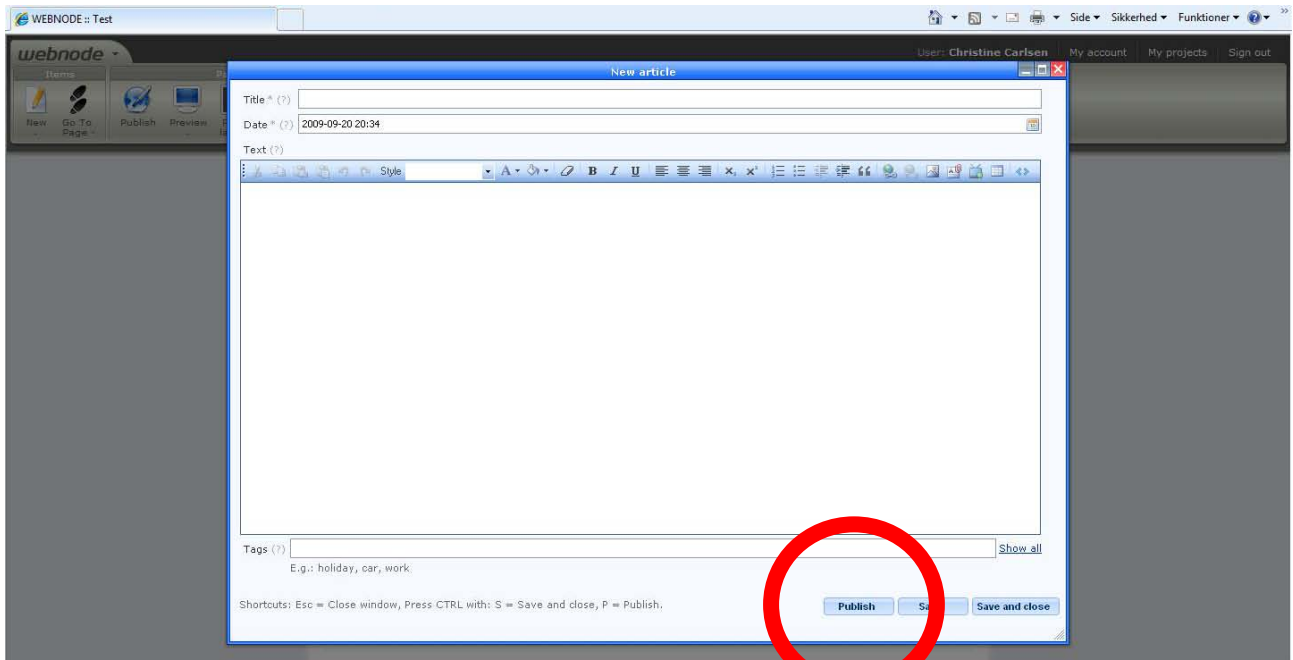 WEBNODE :: Test
Side Sikkerhed Funktioner »
webnode User: Christine Carlsen My account My projects Sign out
Items
New Go To Page Publish Preview
New article
Title * (?)
Date * (?) 2009-09-20 20:34
Text (?)
Style A B I U x, x'
Tags (?) Show all
E.g.: holiday, car, work
Shortcuts: Esc = Close window, Press CTRL with: S = Save and close, P = Publish.
Publish Sa Save and close